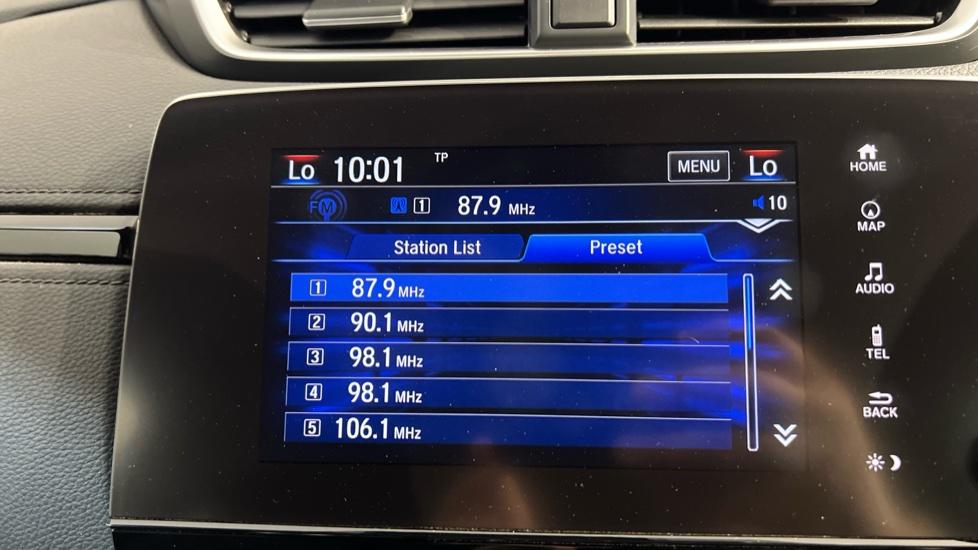 Lo 10:01 TP MENU Lo
FM 1 87.9 MHz 10
Station List Preset
1 87.9 MHz
2 90.1 MHz
3 98.1 MHz
4 98.1 MHz
5 106.1 MHz
HOME
MAP
AUDIO
TEL
BACK